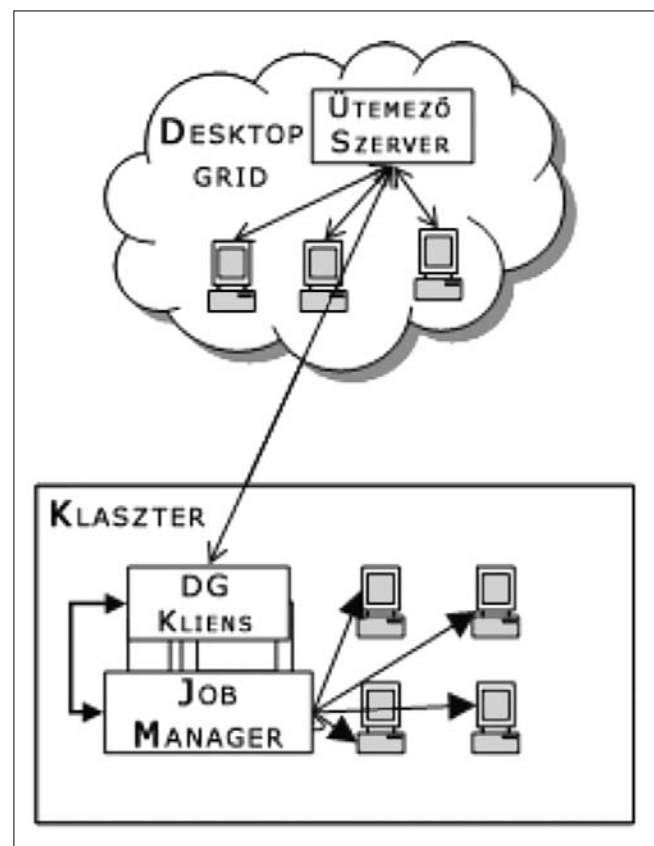 ÜTEMEZŐ
SZERVER
DESKTOP
GRID
KLASZTER
DG
KLIENS
JOB
MANAGER